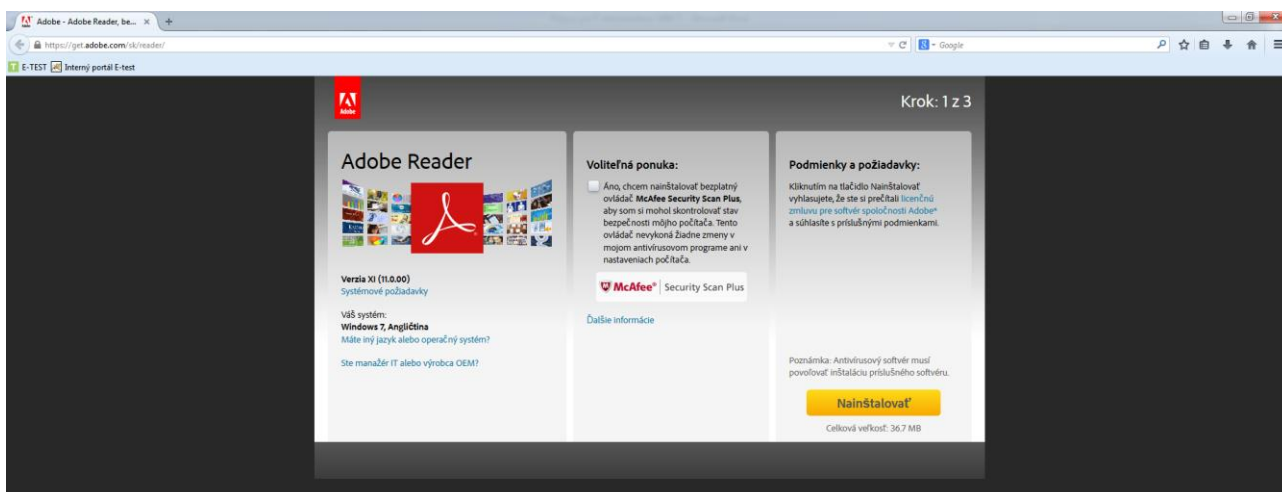 Adobe - Adobe Reader, be... × +
https://get.adobe.com/sk/reader/
Google
E-TEST Interný portál E-test
Adobe
Krok: 1 z 3
Adobe Reader
Verzia XI (11.0.00)
Systémové požiadavky
Váš systém:
Windows 7, Angličtina
Máte iný jazyk alebo operačný systém?
Ste manažér IT alebo výrobca OEM?
Voliteľná ponuka:
Áno, chcem nainštalovať bezplatný
ovládač McAfee Security Scan Plus,
aby som si mohol skontrolovať stav
bezpečnosti môjho počítača. Tento
ovládač nevykoná žiadne zmeny v
mojom antivírusovom programe ani v
nastaveniach počítača.
McAfee® Security Scan Plus
Ďalšie informácie
Podmienky a požiadavky:
Kliknutím na tlačidlo Nainštalovať
vyhlasujete, že ste si prečítali licenčnú
zmluvu pre softvér spoločnosti Adobe®
a súhlasíte s príslušnými podmienkami.
Poznámka: Antivírusový softvér musí
povoľovať inštaláciu príslušného softvéru.
Nainštalovať
Celková veľkosť: 36.7 MB